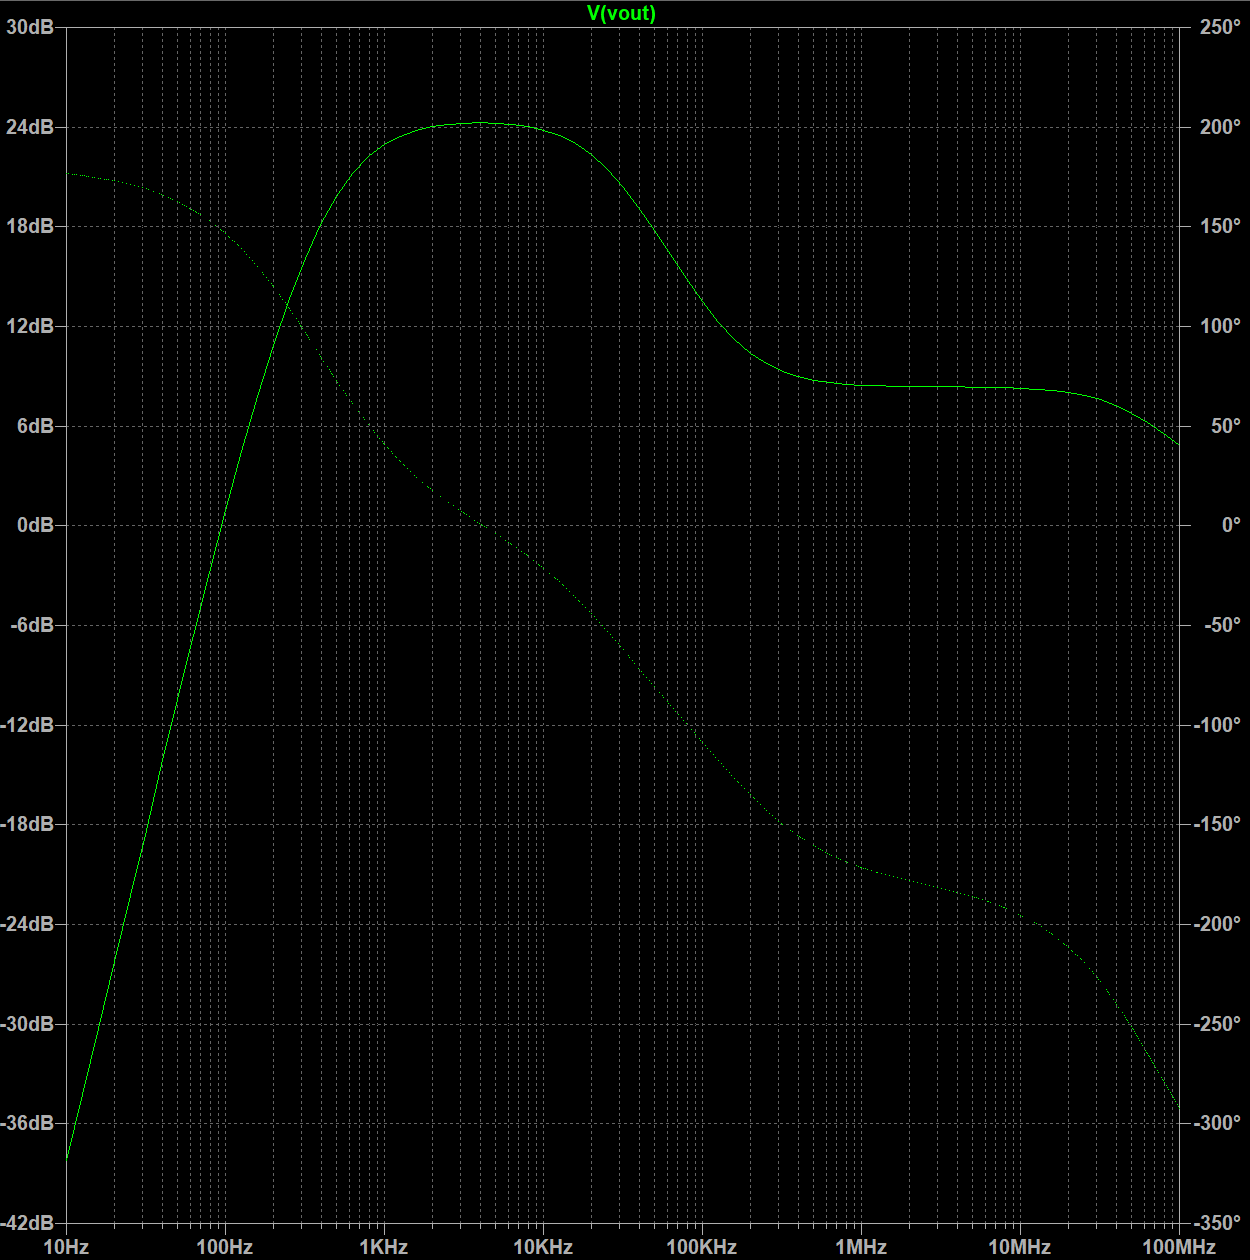 V(vout)
30dB
24dB
18dB
12dB
6dB
0dB
-6dB
-12dB
-18dB
-24dB
-30dB
-36dB
-42dB
250°
200°
150°
100°
50°
0°
-50°
-100°
-150°
-200°
-250°
-300°
-350°
10Hz 100Hz 1KHz 10KHz 100KHz 1MHz 10MHz 100MHz